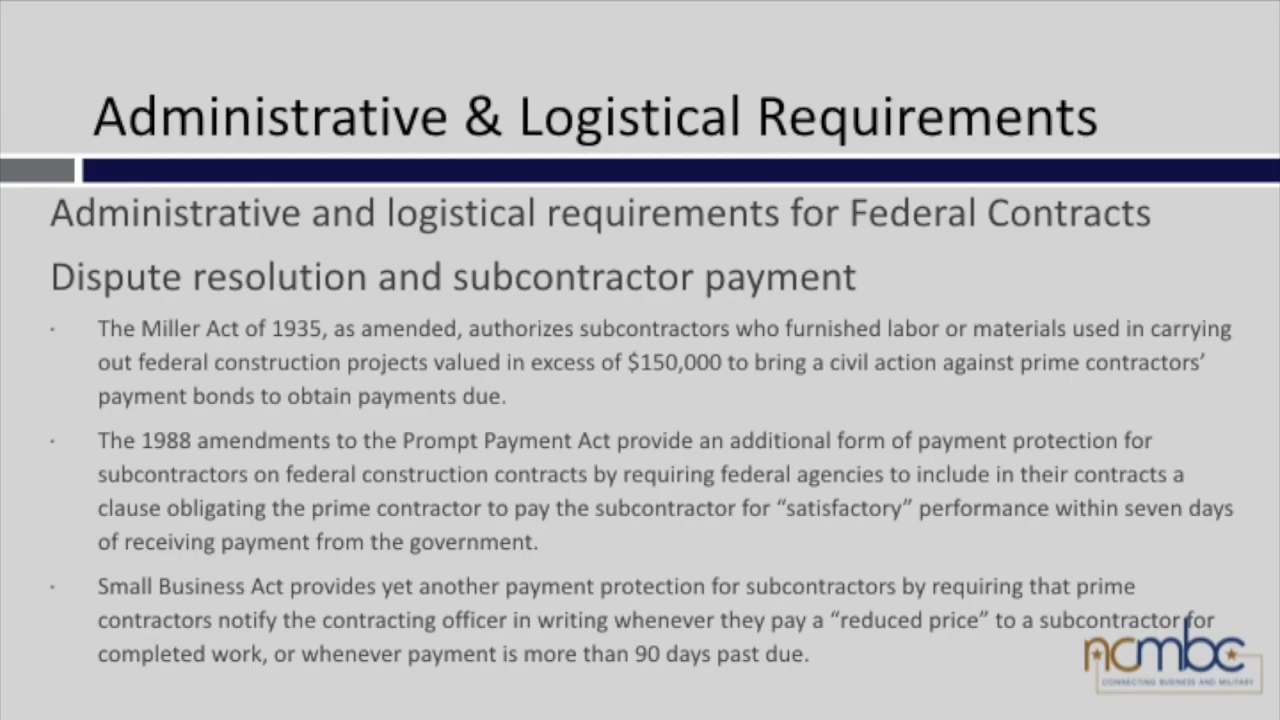 Administrative & Logistical Requirements
Administrative and logistical requirements for Federal Contracts
Dispute resolution and subcontractor payment
· The Miller Act of 1935, as amended, authorizes subcontractors who furnished labor or materials used in carrying
out federal construction projects valued in excess of $150,000 to bring a civil action against prime contractors’
payment bonds to obtain payments due.
· The 1988 amendments to the Prompt Payment Act provide an additional form of payment protection for
subcontractors on federal construction contracts by requiring federal agencies to include in their contracts a
clause obligating the prime contractor to pay the subcontractor for “satisfactory” performance within seven days
of receiving payment from the government.
· Small Business Act provides yet another payment protection for subcontractors by requiring that prime
contractors notify the contracting officer in writing whenever they pay a “reduced price” to a subcontractor for
completed work, or whenever payment is more than 90 days past due.
ncmbc
CONNECTING BUSINESS AND MILITARY